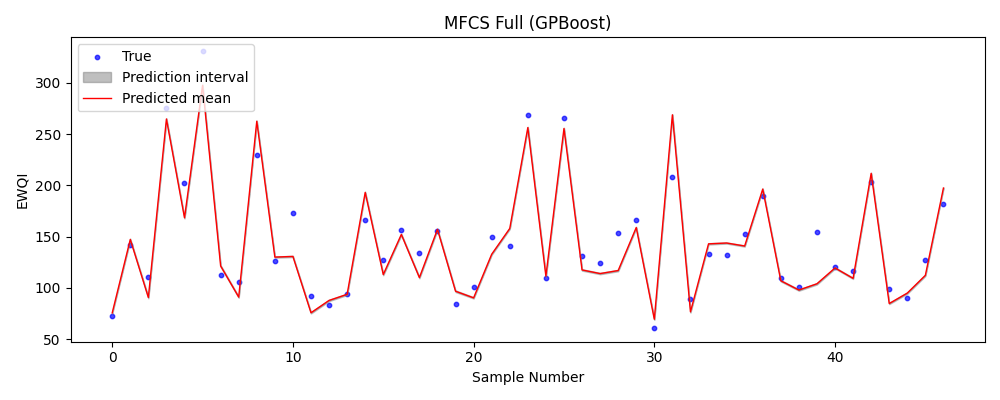 MFCS Full (GPBoost)
True
Prediction interval
Predicted mean
EWQI
300
250
200
150
100
50
0 10 20 30 40
Sample Number